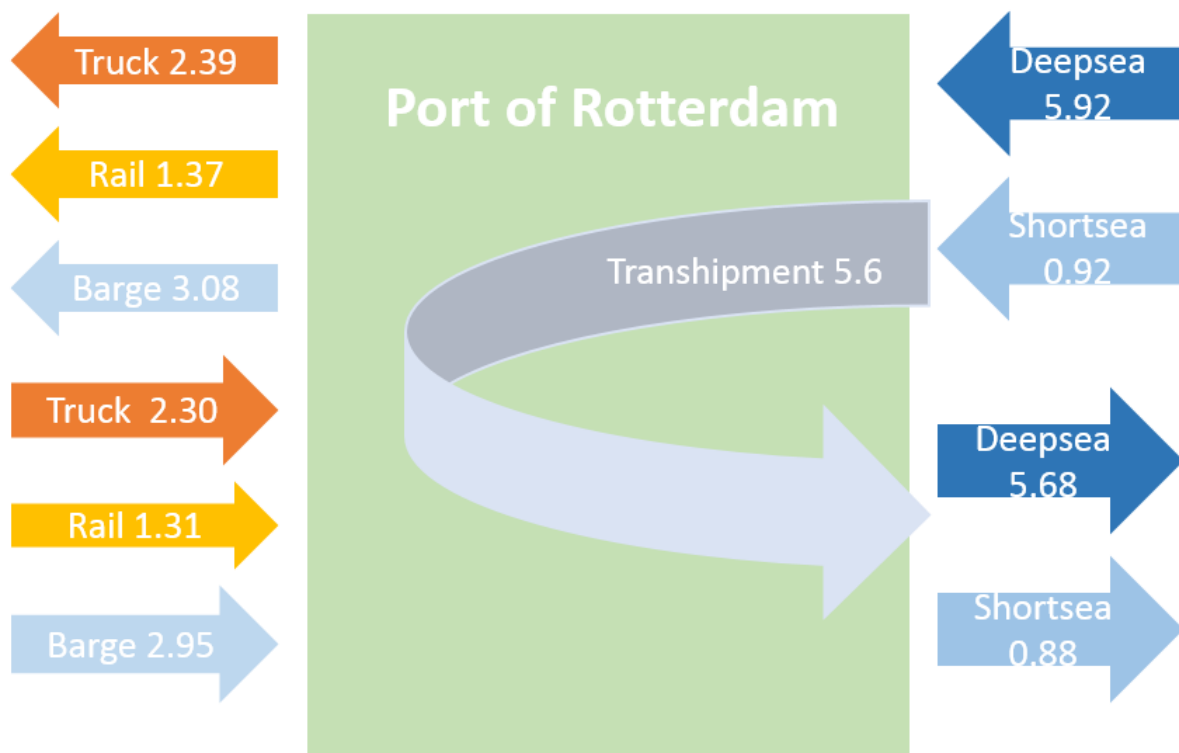 Truck 2.39
Rail 1.37
Barge 3.08
Truck 2.30
Rail 1.31
Barge 2.95
Port of Rotterdam
Transhipment 5.6
Deepsea
5.92
Shortsea
0.92
Deepsea
5.68
Shortsea
0.88